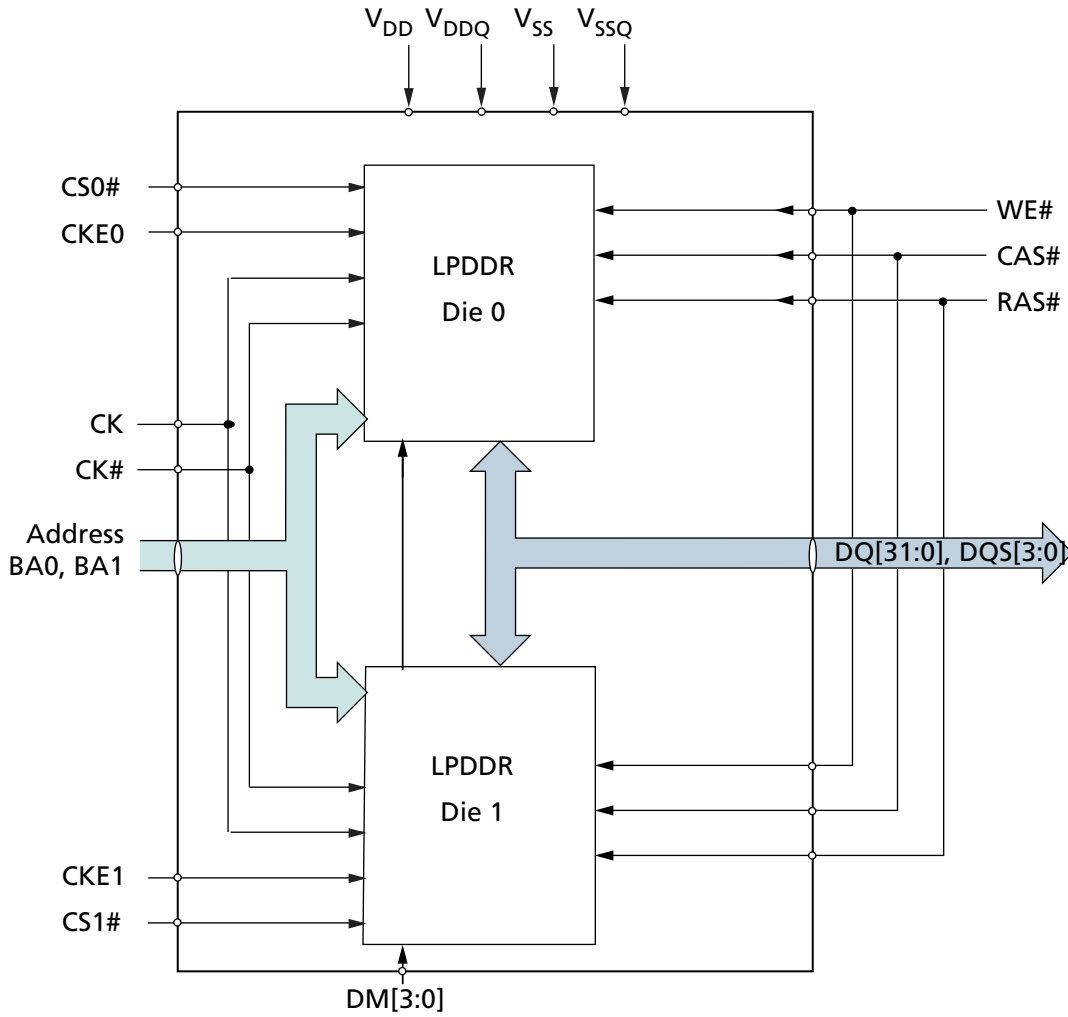 VDD VDDQ VSS VSSQ
CS0#
CKE0
CK
CK#
Address
BA0, BA1
CKE1
CS1#
LPDDR
Die 0
WE#
CAS#
RAS#
DQ[31:0], DQS[3:0]
LPDDR
Die 1
DM[3:0]